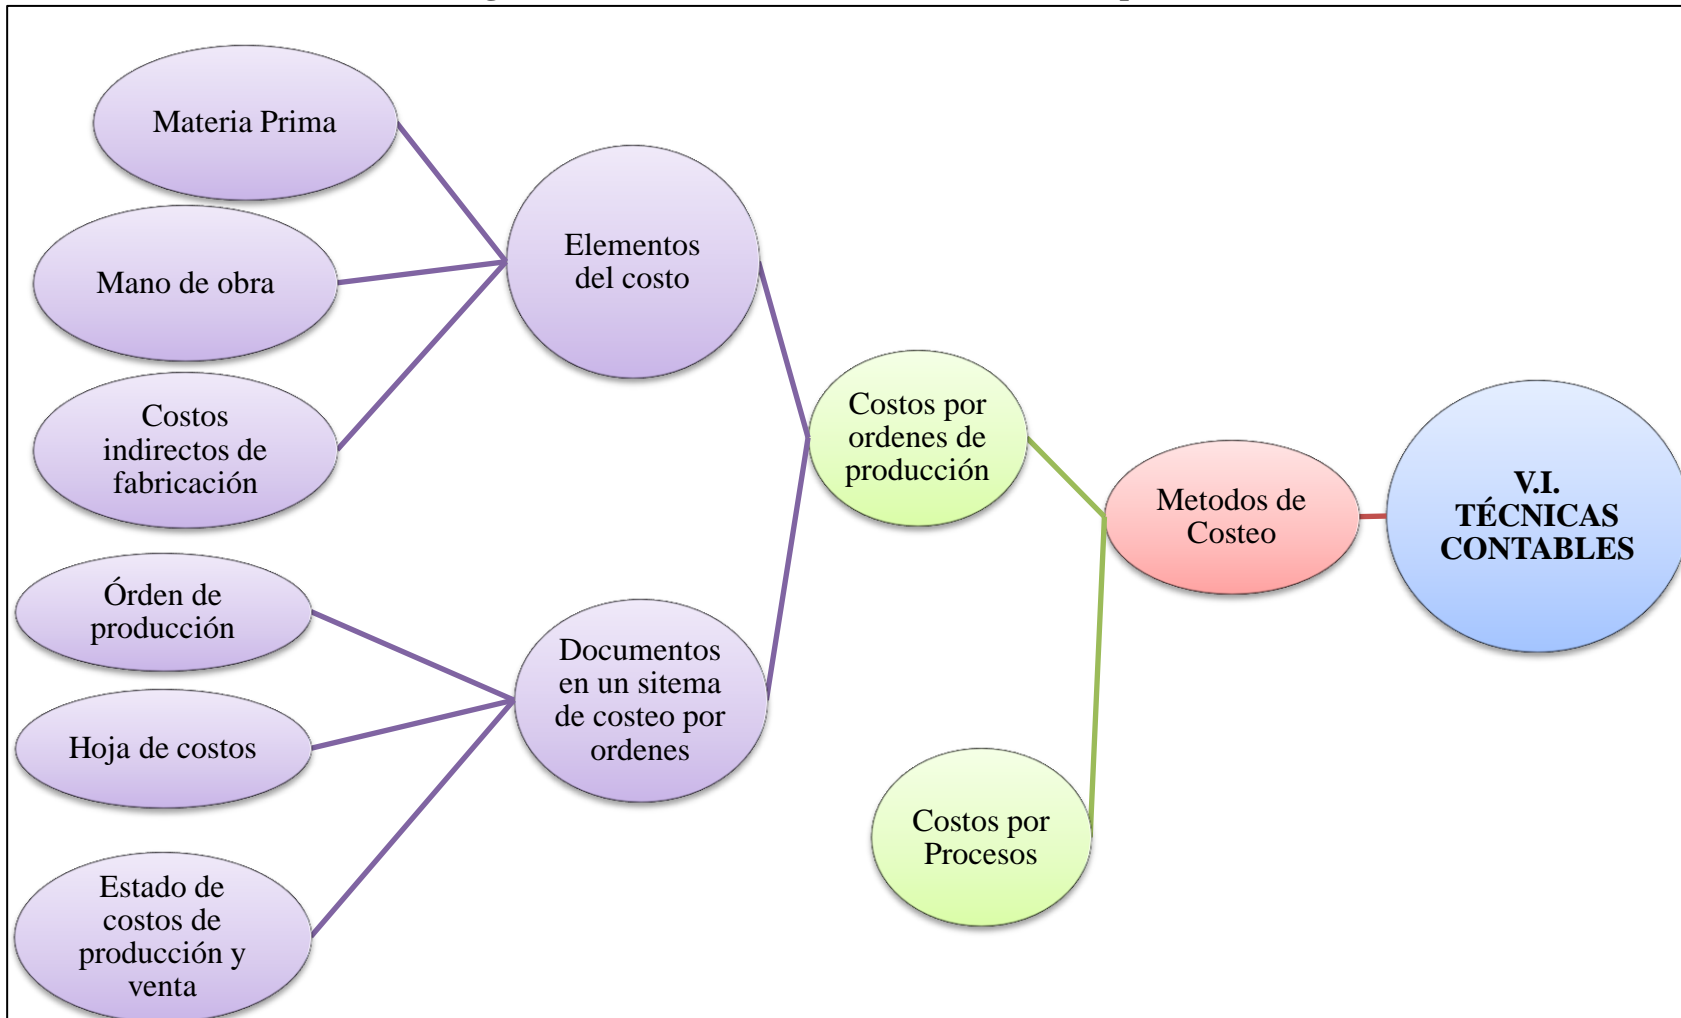 Materia Prima
Mano de obra
Costos
indirectos de
fabricación
Órden de
producción
Hoja de costos
Estado de
costos de
producción y
venta
Elementos
del costo
Documentos
en un sitema
de costeo por
ordenes
Costos por
ordenes de
producción
Costos por
Procesos
Metodos de
Costeo
V.I.
TÉCNICAS
CONTABLES